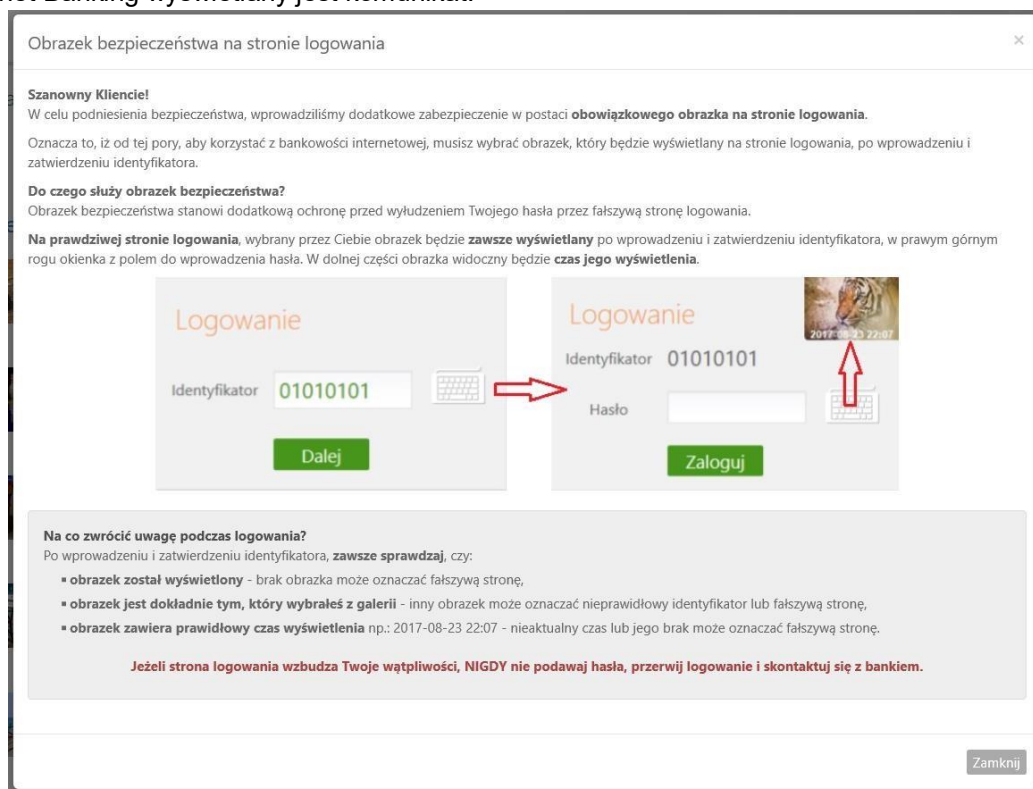 net Banking wyświetlany jest komunikat:
Obrazek bezpieczeństwa na stronie logowania
×
Szanowny Kliencie!
W celu podniesienia bezpieczeństwa, wprowadziliśmy dodatkowe zabezpieczenie w postaci obowiązkowego obrazka na stronie logowania.
Oznacza to, iż od tej pory, aby korzystać z bankowości internetowej, musisz wybrać obrazek, który będzie wyświetlany na stronie logowania, po wprowadzeniu i
zatwierdzeniu identyfikatora.
Do czego służy obrazek bezpieczeństwa?
Obrazek bezpieczeństwa stanowi dodatkową ochronę przed wyłudzeniem Twojego hasła przez fałszywą stronę logowania.
Na prawdziwej stronie logowania, wybrany przez Ciebie obrazek będzie zawsze wyświetlany po wprowadzeniu i zatwierdzeniu identyfikatora, w prawym górnym
rogu okienka z polem do wprowadzenia hasła. W dolnej części obrazka widoczny będzie czas jego wyświetlenia.
Logowanie
Identyfikator 01010101
Dalej
Logowanie
2017-08-23 22:07
Identyfikator 01010101
Hasło
Zaloguj
Na co zwrócić uwagę podczas logowania?
Po wprowadzeniu i zatwierdzeniu identyfikatora, zawsze sprawdzaj, czy:
▪ obrazek został wyświetlony - brak obrazka może oznaczać fałszywą stronę,
▪ obrazek jest dokładnie tym, który wybrałeś z galerii - inny obrazek może oznaczać nieprawidłowy identyfikator lub fałszywą stronę,
▪ obrazek zawiera prawidłowy czas wyświetlenia np.: 2017-08-23 22:07 - nieaktualny czas lub jego brak może oznaczać fałszywą stronę.
Jeżeli strona logowania wzbudza Twoje wątpliwości, NIGDY nie podawaj hasła, przerwij logowanie i skontaktuj się z bankiem.
Zamknij